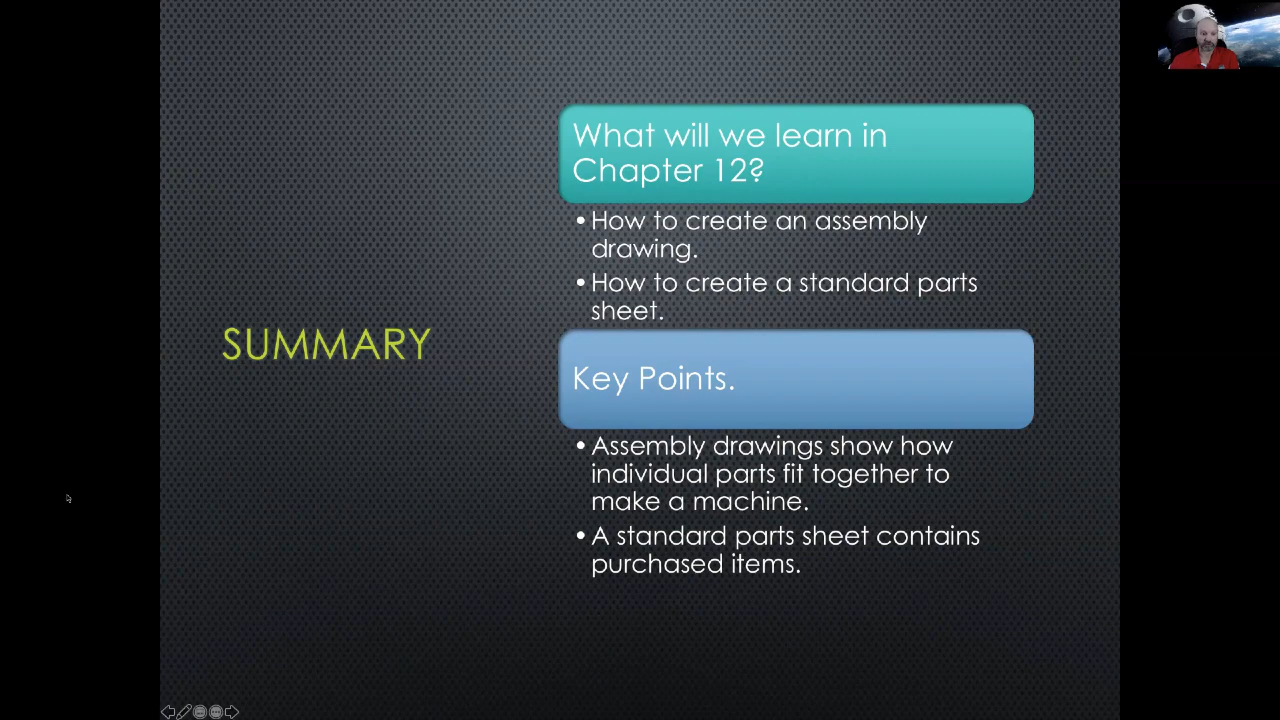 SUMMARY
What will we learn in
Chapter 12?
• How to create an assembly
drawing.
• How to create a standard parts
sheet.
Key Points.
• Assembly drawings show how
individual parts fit together to
make a machine.
• A standard parts sheet contains
purchased items.